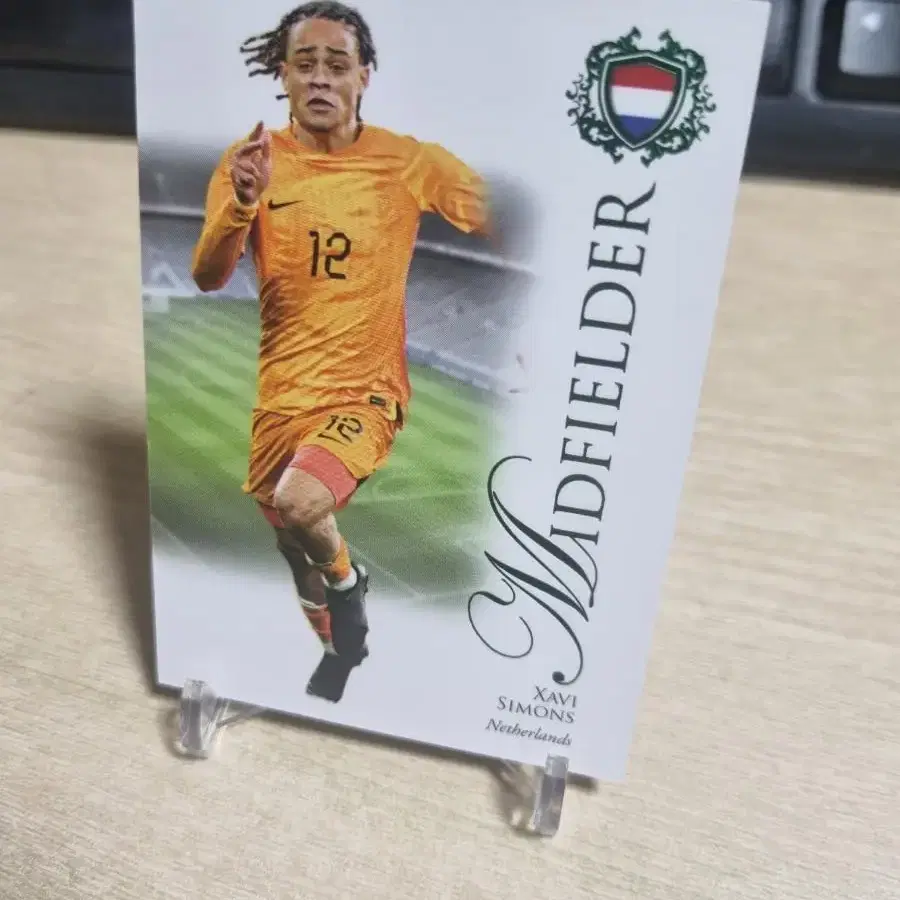 12
12
MIDFIELDER
XAVI
SIMONS
Netherlands